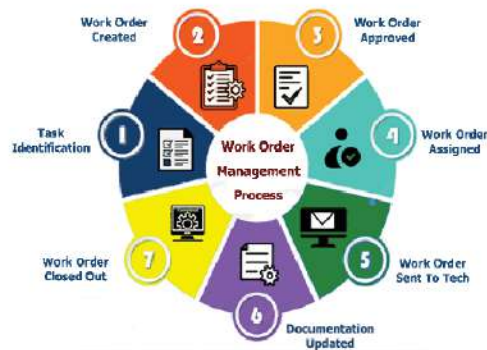 Work Order
Created
2
3
Work Order
Approved
Task
Identification
1
Work Order
Management
Process
4
Work Order
Assigned
Work Order
Closed Out
7
5
Work Order
Sent To Tech
6
Documentation
Updated